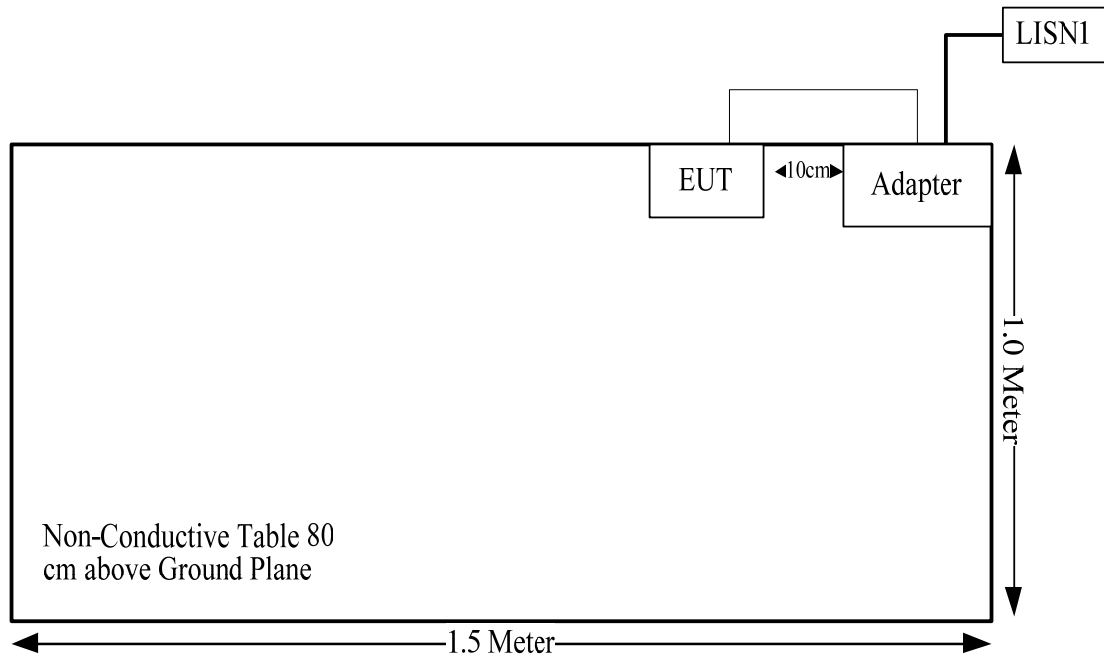 LISN1
EUT
10cm
Adapter
1.0 Meter
Non-Conductive Table 80
cm above Ground Plane
1.5 Meter